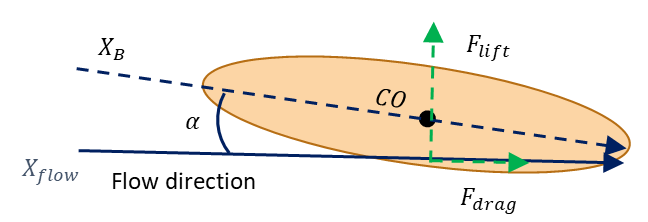 X_B
F_lift
CO
α
X_flow
Flow direction
F_drag